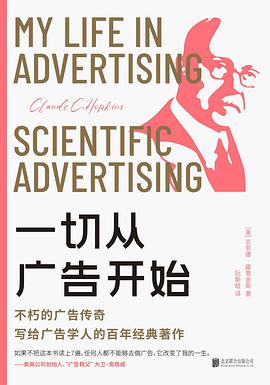 MY LIFE IN
ADVERTISING
Claude C. Hopkins
SCIENTIFIC
ADVERTISING
一切从
广告开始
[美] 克劳德·霍普金斯 著
阮斯晗 译
不朽的广告传奇
写给广告学人的百年经典著作
如果不把这本书读上7遍,任何人都不能够去做广告,它改变了我的一生。
——奥美公司创始人、“广告教父” 大卫·奥格威
北京联合出版公司